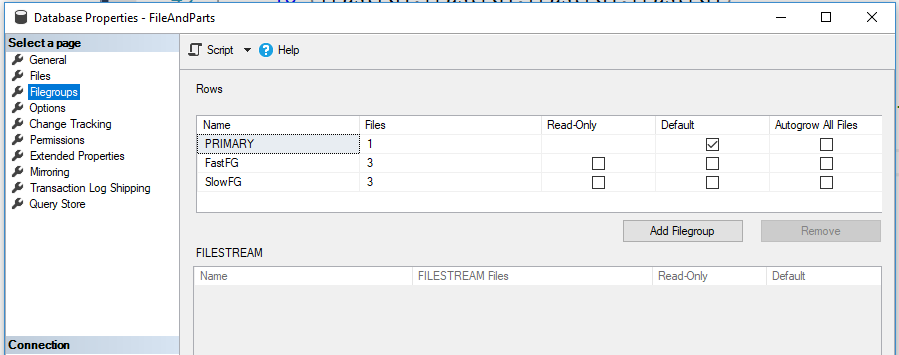 Database Properties - FileAndParts
Select a page
General
Files
Filegroups
Options
Change Tracking
Permissions
Extended Properties
Mirroring
Transaction Log Shipping
Query Store
Connection
Script Help
Rows
Name Files Read-Only Default Autogrow All Files
PRIMARY 1
FastFG 3
SlowFG 3
Add Filegroup Remove
FILESTREAM
Name FILESTREAM Files Read-Only Default